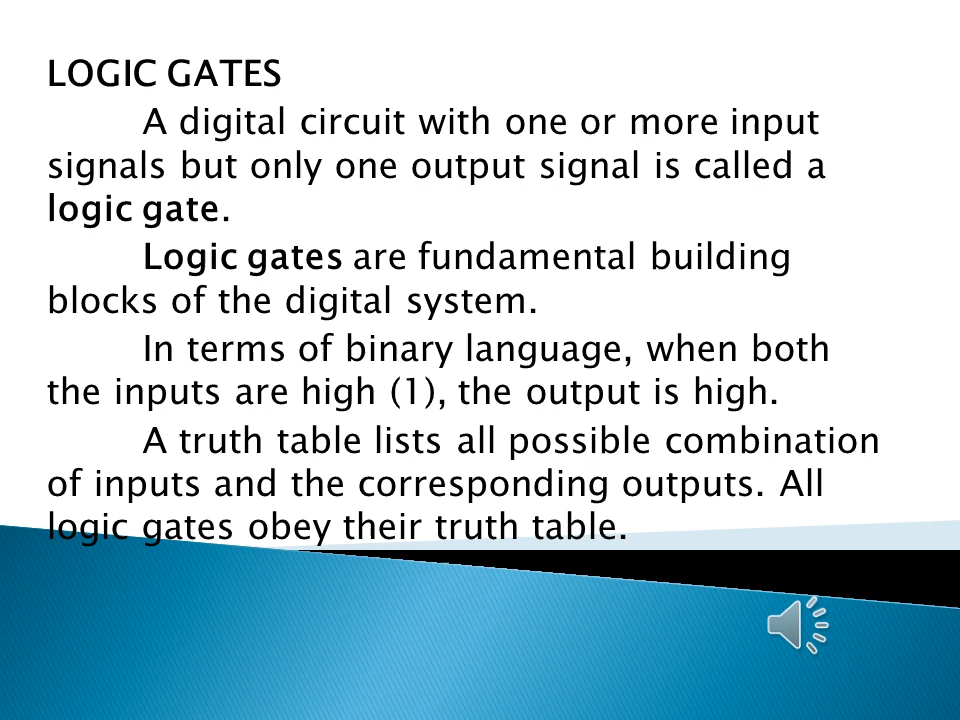 LOGIC GATES
A digital circuit with one or more input
signals but only one output signal is called a
logic gate.
Logic gates are fundamental building
blocks of the digital system.
In terms of binary language, when both
the inputs are high (1), the output is high.
A truth table lists all possible combination
of inputs and the corresponding outputs. All
logic gates obey their truth table.